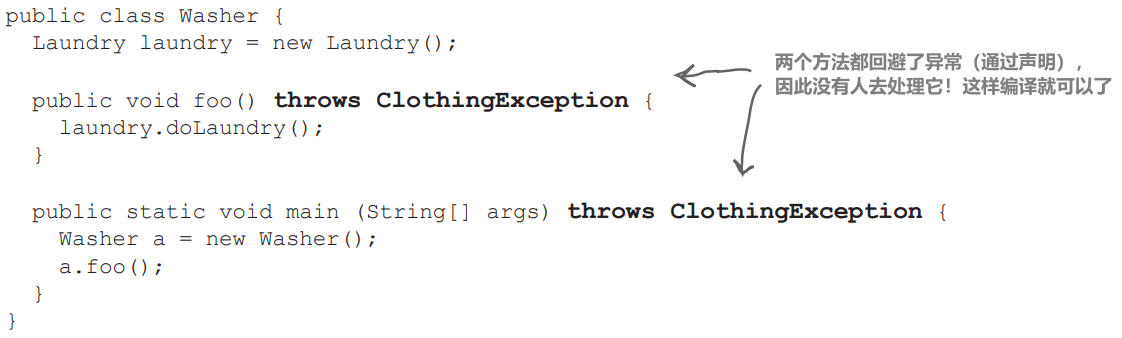 public class Washer {
Laundry laundry = new Laundry();
两个方法都回避了异常（通过声明），
因此没有人去处理它！这样编译就可以了
public void foo() throws ClothingException {
laundry.doLaundry();
}
public static void main (String[] args) throws ClothingException {
Washer a = new Washer();
a.foo();
}
}